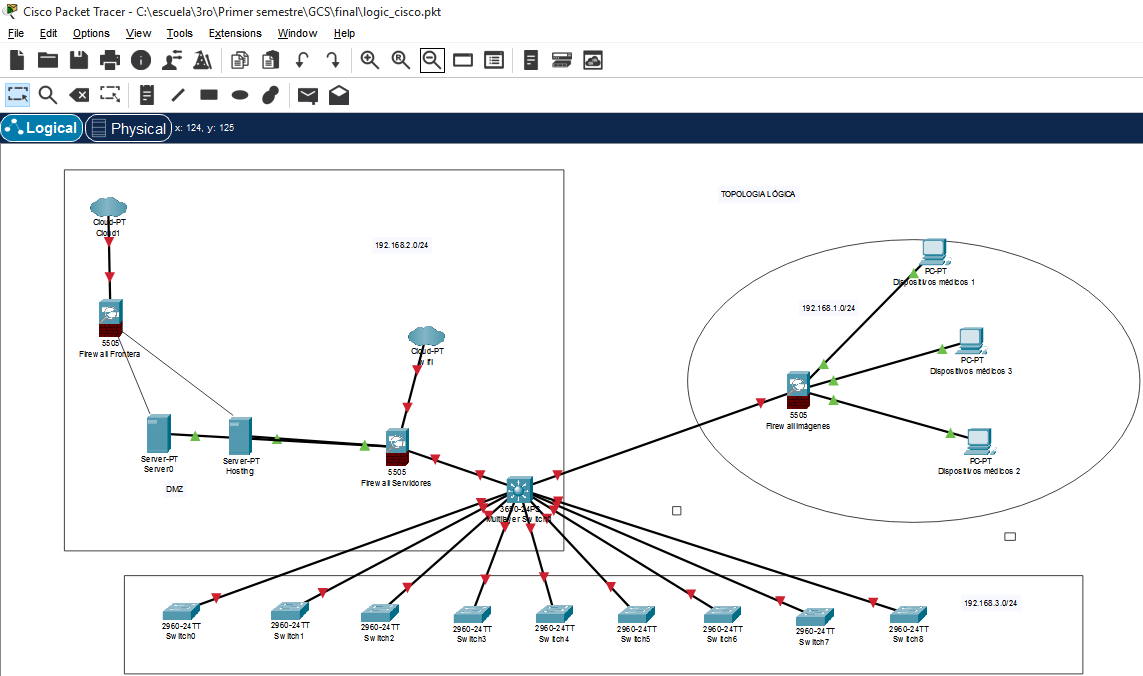 Cisco Packet Tracer - C:\escuela\3ro\Primer semestre\GCS\final\logic_cisco.pkt
File Edit Options View Tools Extensions Window Help
Logical Physical x: 124, y: 125
TOPOLOGIA LÓGICA
Cloud-PT
Cloud1
192.168.2.0/24
PC-PT
Dispositivos médicos 1
192.168.1.0/24
5505
Firewall Frontera
Cloud-PT
wifi
PC-PT
Dispositivos médicos 3
5505
Firewall Imágenes
Server-PT
Server0
Server-PT
Hosting
5505
Firewall Servidores
PC-PT
Dispositivos médicos 2
DMZ
3650-24PS
Multilayer Switch0
192.168.3.0/24
2960-24TT
Switch0
2960-24TT
Switch1
2960-24TT
Switch2
2960-24TT
Switch3
2960-24TT
Switch4
2960-24TT
Switch5
2960-24TT
Switch6
2960-24TT
Switch7
2960-24TT
Switch8